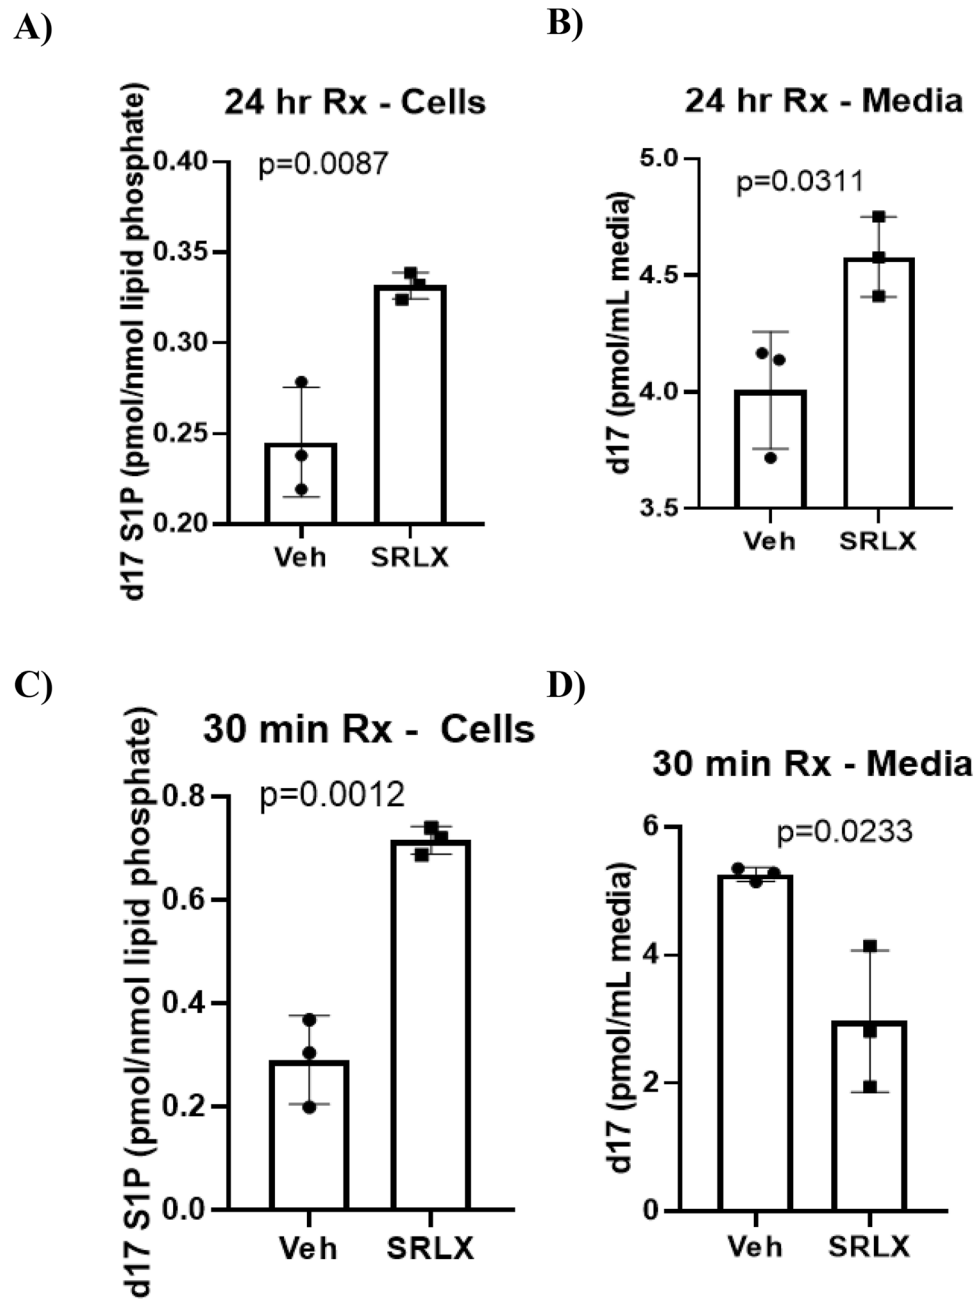 A)
24 hr Rx - Cells
p=0.0087
d17 S1P (pmol/nmol lipid phosphate)
0.40
0.35
0.30
0.25
0.20
Veh SRLX
B)
24 hr Rx - Media
p=0.0311
d17 (pmol/mL media)
5.0
4.5
4.0
3.5
Veh SRLX
C)
30 min Rx - Cells
p=0.0012
d17 S1P (pmol/nmol lipid phosphate)
0.8
0.6
0.4
0.2
0.0
Veh SRLX
D)
30 min Rx - Media
p=0.0233
d17 (pmol/mL media)
6
4
2
0
Veh SRLX